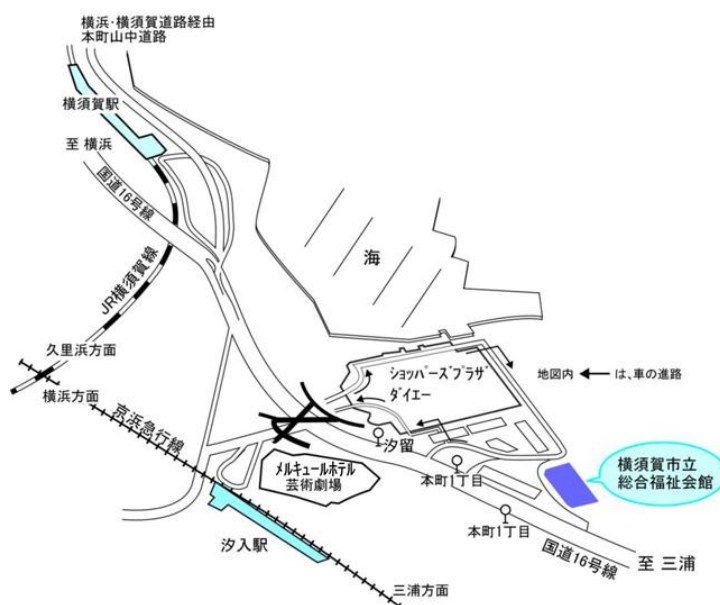 横浜・横須賀道路経由
本町山中道路
横須賀駅
至 横浜
国道16号線
JR横須賀線
海
久里浜方面
横浜方面
京浜急行線
ショッパーズプラザ
ダイエー
地図内 ← は、車の進路
汐留
メルキュールホテル
芸術劇場
本町1丁目
横須賀市立
総合福祉会館
汐入駅
本町1丁目
国道16号線
至 三浦
三浦方面